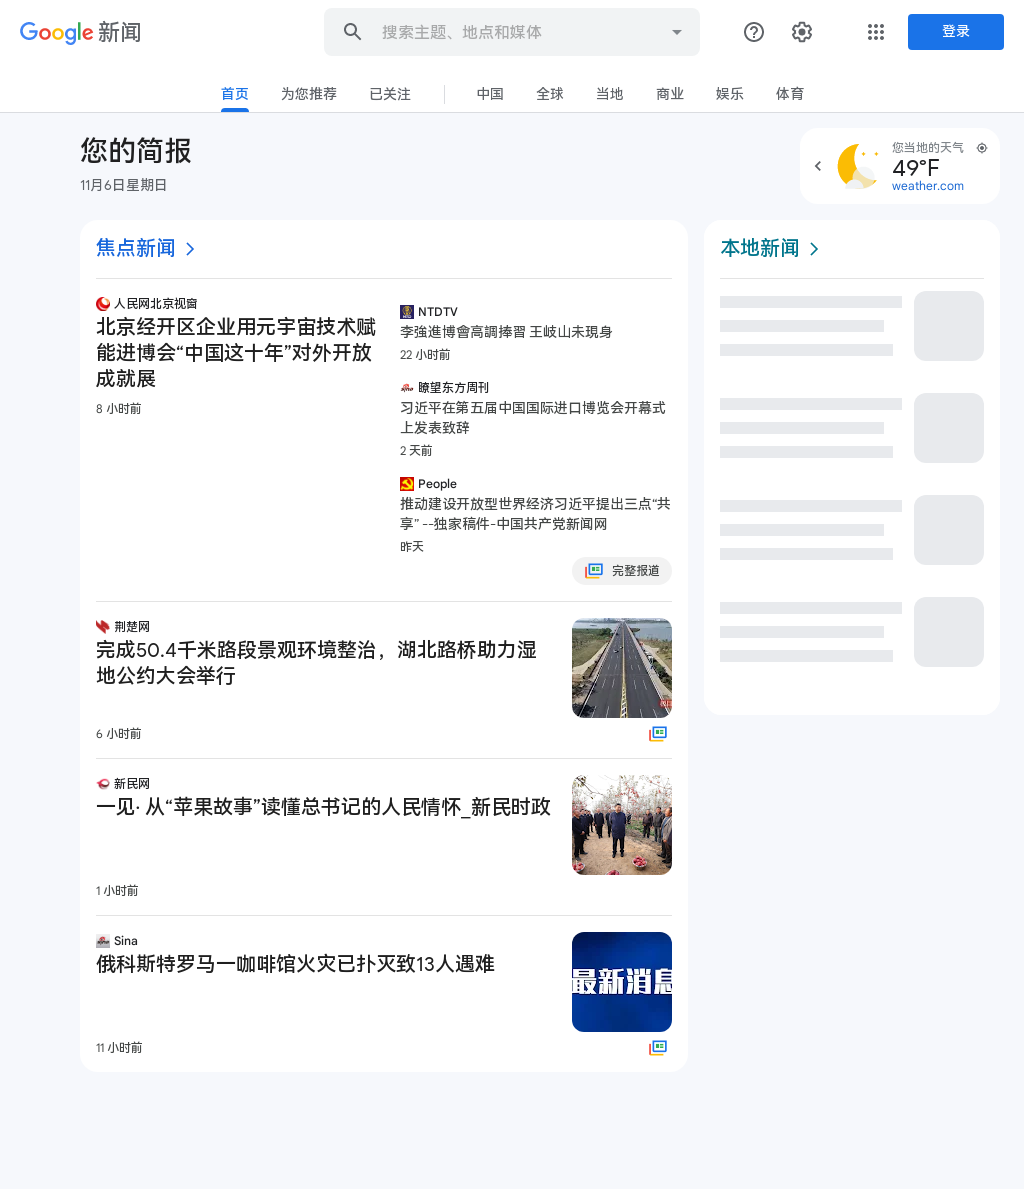 Google 新闻
搜索主题、地点和媒体
登录
首页 为您推荐 已关注 中国 全球 当地 商业 娱乐 体育
您的简报
11月6日星期日
您当地的天气
49°F
weather.com
焦点新闻
人民网北京视窗
北京经开区企业用元宇宙技术赋
能进博会“中国这十年”对外开放
成就展
8 小时前
NTDTV
李強進博會高調捧習 王岐山未現身
22 小时前
瞭望东方周刊
习近平在第五届中国国际进口博览会开幕式
上发表致辞
2 天前
People
推动建设开放型世界经济习近平提出三点“共
享” --独家稿件-中国共产党新闻网
昨天
完整报道
荆楚网
完成50.4千米路段景观环境整治，湖北路桥助力湿
地公约大会举行
6 小时前
新民网
一见· 从“苹果故事”读懂总书记的人民情怀_新民时政
1 小时前
Sina
俄科斯特罗马一咖啡馆火灾已扑灭致13人遇难
最新消息
11 小时前
本地新闻